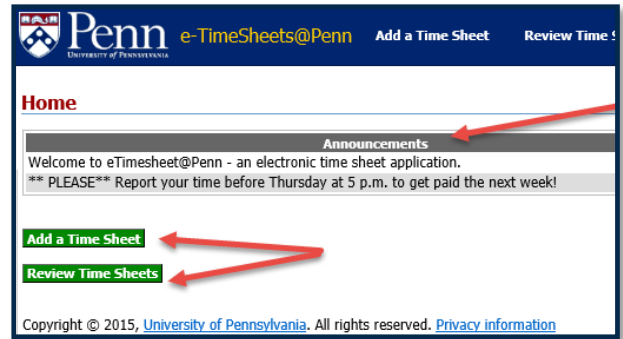 Penn e-TimeSheets@Penn Add a Time Sheet Review Time
UNIVERSITY of PENNSYLVANIA
Home
Announcements
Welcome to eTimesheet@Penn - an electronic time sheet application.
** PLEASE** Report your time before Thursday at 5 p.m. to get paid the next week!
Add a Time Sheet
Review Time Sheets
Copyright © 2015, University of Pennsylvania. All rights reserved. Privacy information